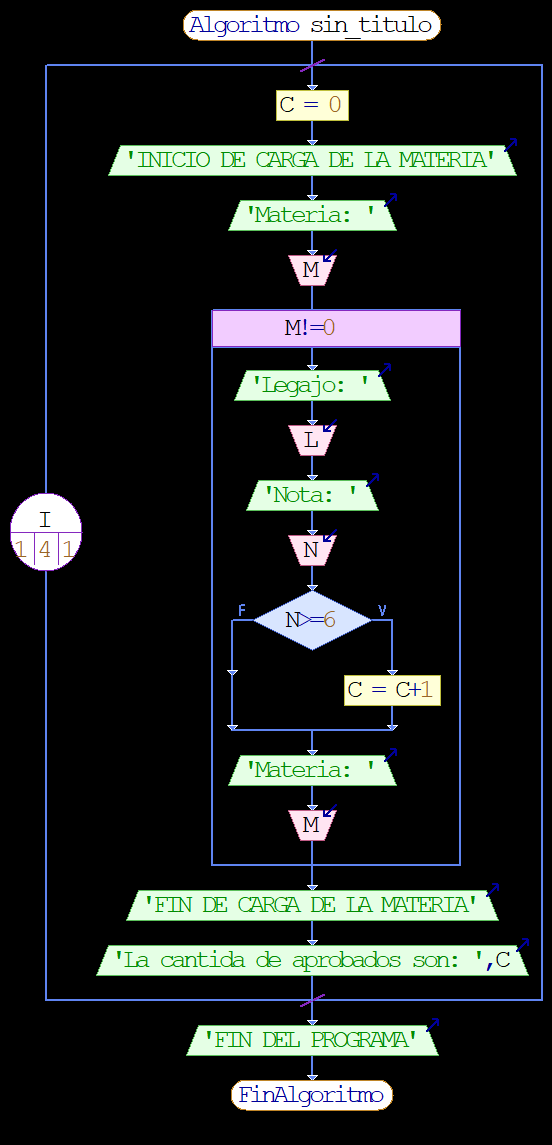 Algoritmo sin_titulo
C = 0
'INICIO DE CARGA DE LA MATERIA'
'Materia: '
M
M!=0
'Legajo: '
L
'Nota: '
I
1 4 1
N
N>=6
F
V
C = C+1
'Materia: '
M
'FIN DE CARGA DE LA MATERIA'
'La cantida de aprobados son: ',C
'FIN DEL PROGRAMA'
FinAlgoritmo